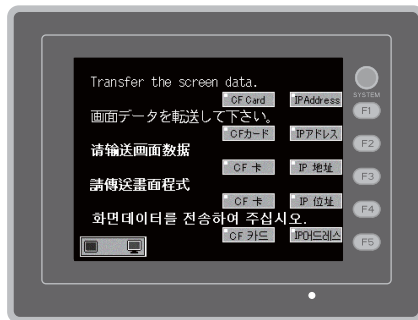 Transfer the screen data.
CF Card IPAddress
SYSTEM
F1
画面データを転送して下さい。
CFカード IPアドレス
F2
请输送画面数据
CF 卡 IP 地址
F3
請傳送畫面程式
CF 卡 IP 位址
F4
화면데이터를 전송하여 주십시오.
CF 카드 IP어드레스
F5